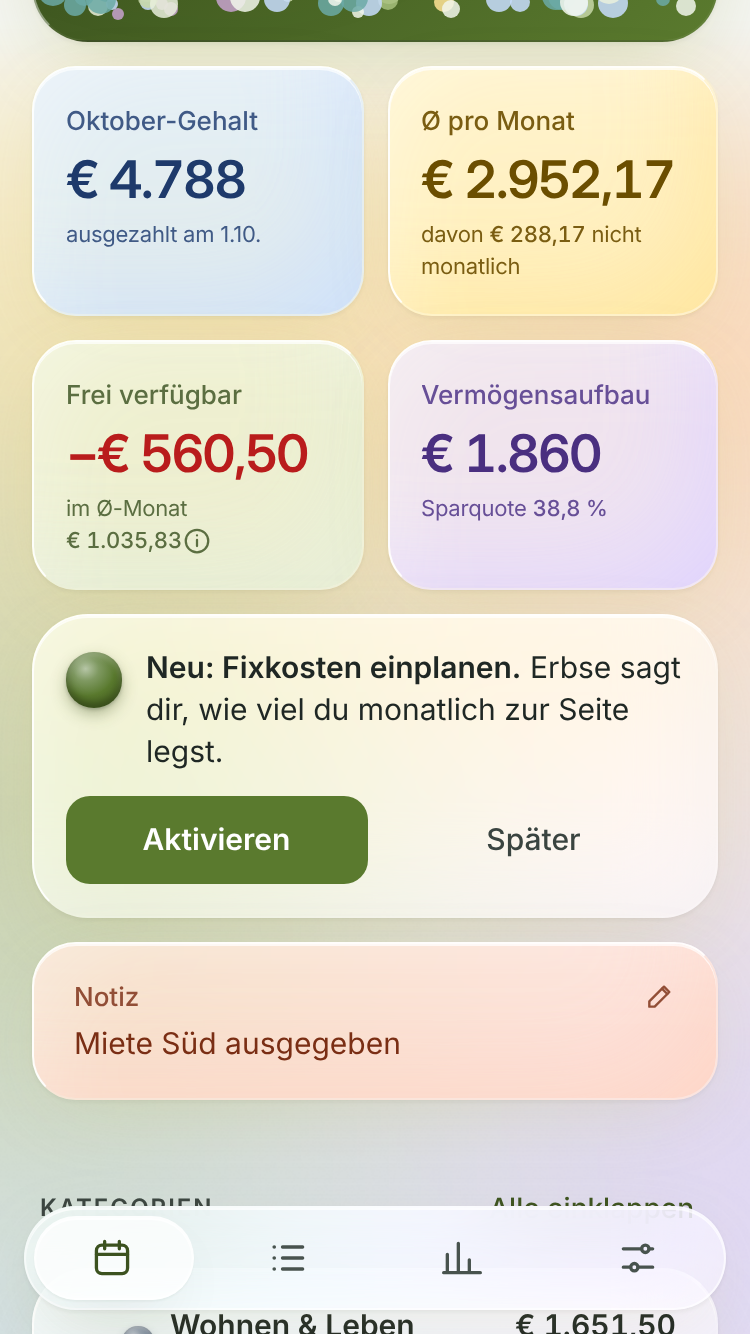 Oktober-Gehalt
€ 4.788
ausgezahlt am 1.10.
Ø pro Monat
€ 2.952,17
davon € 288,17 nicht
monatlich
Frei verfügbar
–€ 560,50
im Ø-Monat
€ 1.035,83
Vermögensaufbau
€ 1.860
Sparquote 38,8 %
Neu: Fixkosten einplanen. Erbse sagt
dir, wie viel du monatlich zur Seite
legst.
Aktivieren
Später
Notiz
Miete Süd ausgegeben
KATEGORIEN
Alle einklappen
Wohnen & Leben
€ 1.651,50